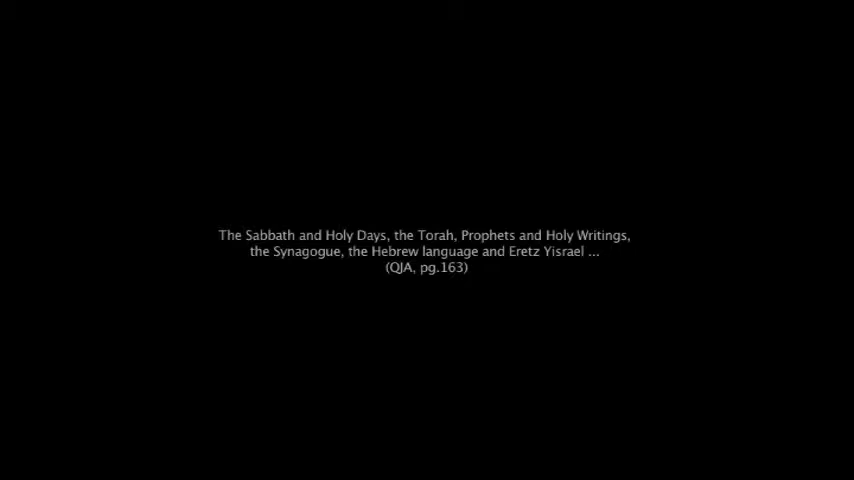 The Sabbath and Holy Days, the Torah, Prophets and Holy Writings,
the Synagogue, the Hebrew language and Eretz Yisrael ...
(QJA, pg.163)